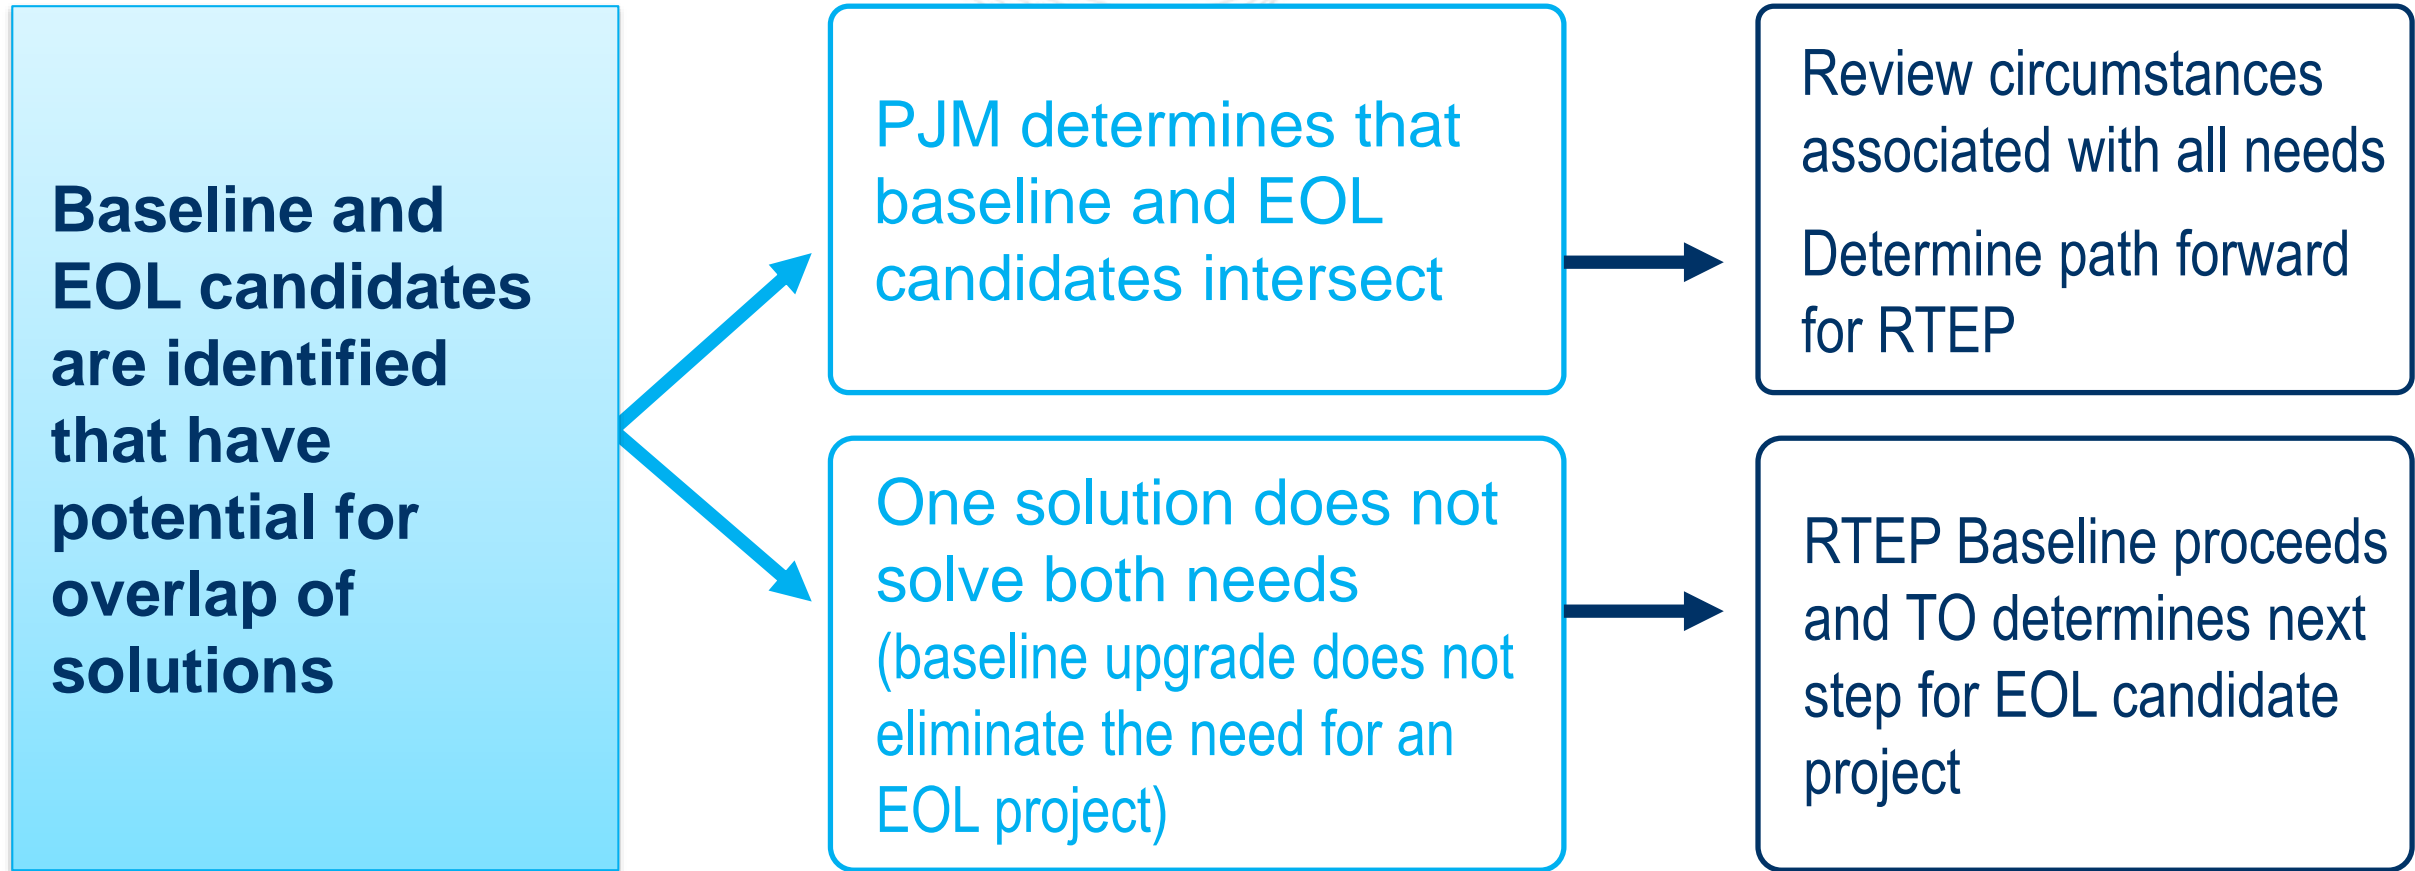 Baseline and
EOL candidates
are identified
that have
potential for
overlap of
solutions
PJM determines that
baseline and EOL
candidates intersect
Review circumstances
associated with all needs
Determine path forward
for RTEP
One solution does not
solve both needs
(baseline upgrade does not
eliminate the need for an
EOL project)
RTEP Baseline proceeds
and TO determines next
step for EOL candidate
project